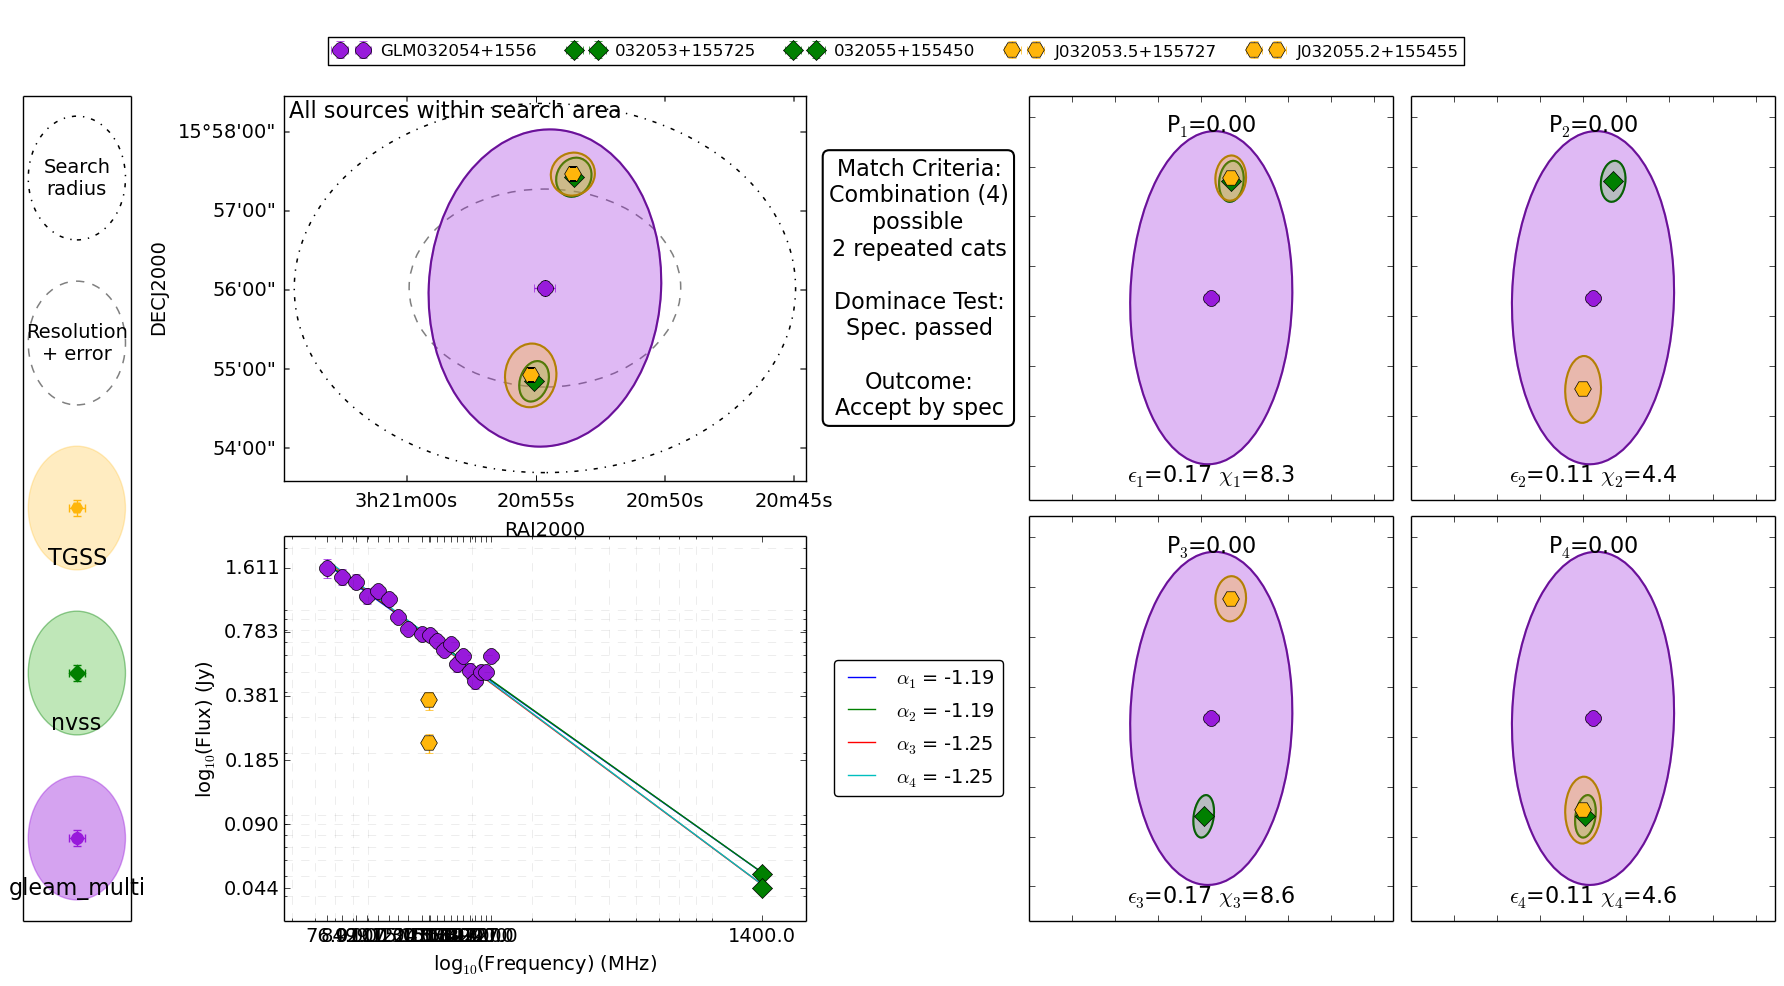 GLM032054+1556 032053+155725 032055+155450 J032053.5+155727 J032055.2+155455
Search
radius
Resolution
+ error
TGSS
nvss
gleam_multi
All sources within search area
DECJ2000
15°58'00"
57'00"
56'00"
55'00"
54'00"
3h21m00s 20m55s 20m50s 20m45s
RAJ2000
Match Criteria:
Combination (4)
possible
2 repeated cats
Dominace Test:
Spec. passed
Outcome:
Accept by spec
P₁=0.00
ϵ₁=0.17 χ₁=8.3
P₂=0.00
ϵ₂=0.11 χ₂=4.4
P₃=0.00
ϵ₃=0.17 χ₃=8.6
P₄=0.00
ϵ₄=0.11 χ₄=4.6
log₁₀(Flux) (Jy)
1.611
0.783
0.381
0.185
0.090
0.044
1400.0
log₁₀(Frequency) (MHz)
α₁ = -1.19
α₂ = -1.19
α₃ = -1.25
α₄ = -1.25